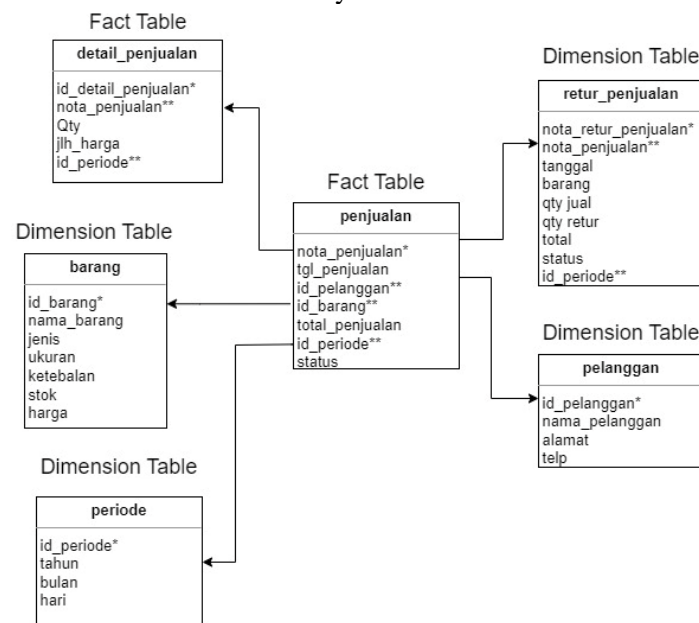 Fact Table
detail_penjualan
id_detail_penjualan*
nota_penjualan**
Qty
jlh_harga
id_periode**
Dimension Table
retur_penjualan
nota_retur_penjualan*
nota_penjualan**
tanggal
barang
qty jual
qty retur
total
status
id_periode**
Fact Table
penjualan
nota_penjualan*
tgl_penjualan
id_pelanggan**
id_barang**
total_penjualan
id_periode**
status
Dimension Table
barang
id_barang*
nama_barang
jenis
ukuran
ketebalan
stok
harga
Dimension Table
pelanggan
id_pelanggan*
nama_pelanggan
alamat
telp
Dimension Table
periode
id_periode*
tahun
bulan
hari